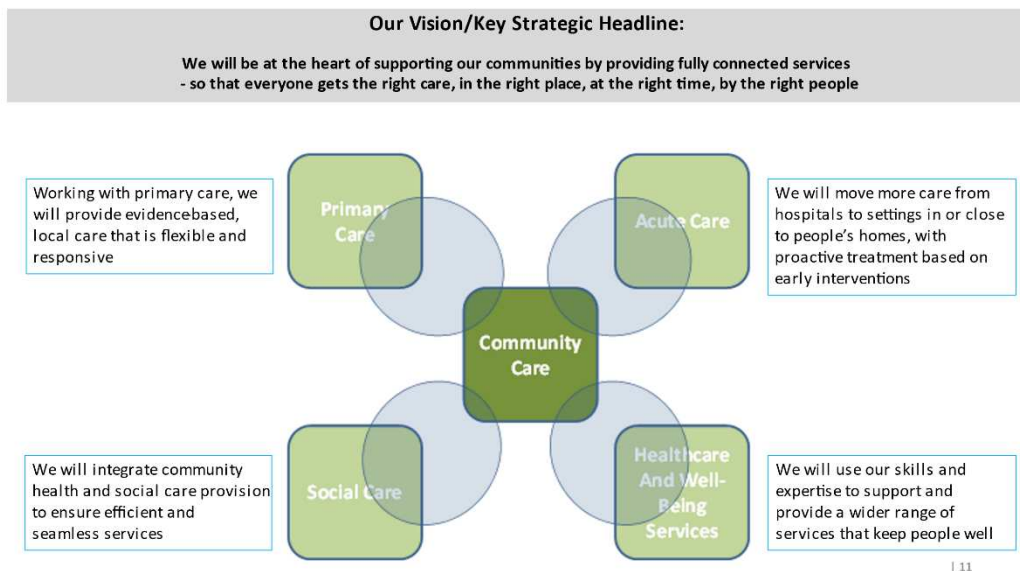 Our Vision/Key Strategic Headline:
We will be at the heart of supporting our communities by providing fully connected services
- so that everyone gets the right care, in the right place, at the right time, by the right people
Working with primary care, we
will provide evidencebased,
local care that is flexible and
responsive
Primary
Care
Acute Care
We will move more care from
hospitals to settings in or close
to people's homes, with
proactive treatment based on
early interventions
Community
Care
We will integrate community
health and social care provision
to ensure efficient and
seamless services
Social Care
Healthcare
And Well-
Being
Services
We will use our skills and
expertise to support and
provide a wider range of
services that keep people well
| 11